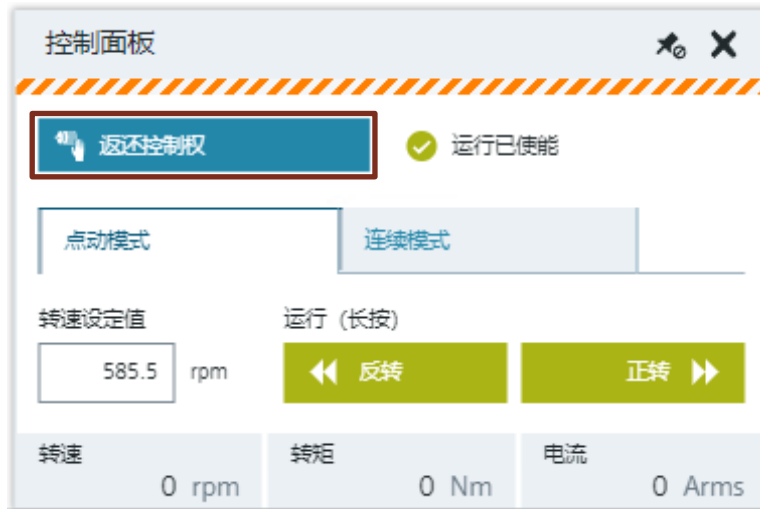 控制面板
返还控制权
运行已使能
点动模式 连续模式
转速设定值 运行 (长按)
585.5 rpm 反转 正转
转速 转矩 电流
0 rpm 0 Nm 0 Arms